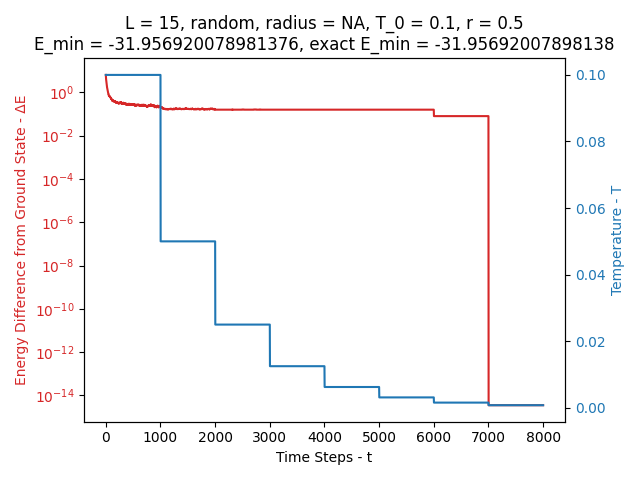 L = 15, random, radius = NA, T_0 = 0.1, r = 0.5
E_min = -31.956920078981376, exact E_min = -31.95692007898138
Energy Difference from Ground State - ΔE
10^0
10^-2
10^-4
10^-6
10^-8
10^-10
10^-12
10^-14
0.10
0.08
0.06
0.04
0.02
0.00
Temperature - T
0 1000 2000 3000 4000 5000 6000 7000 8000
Time Steps - t